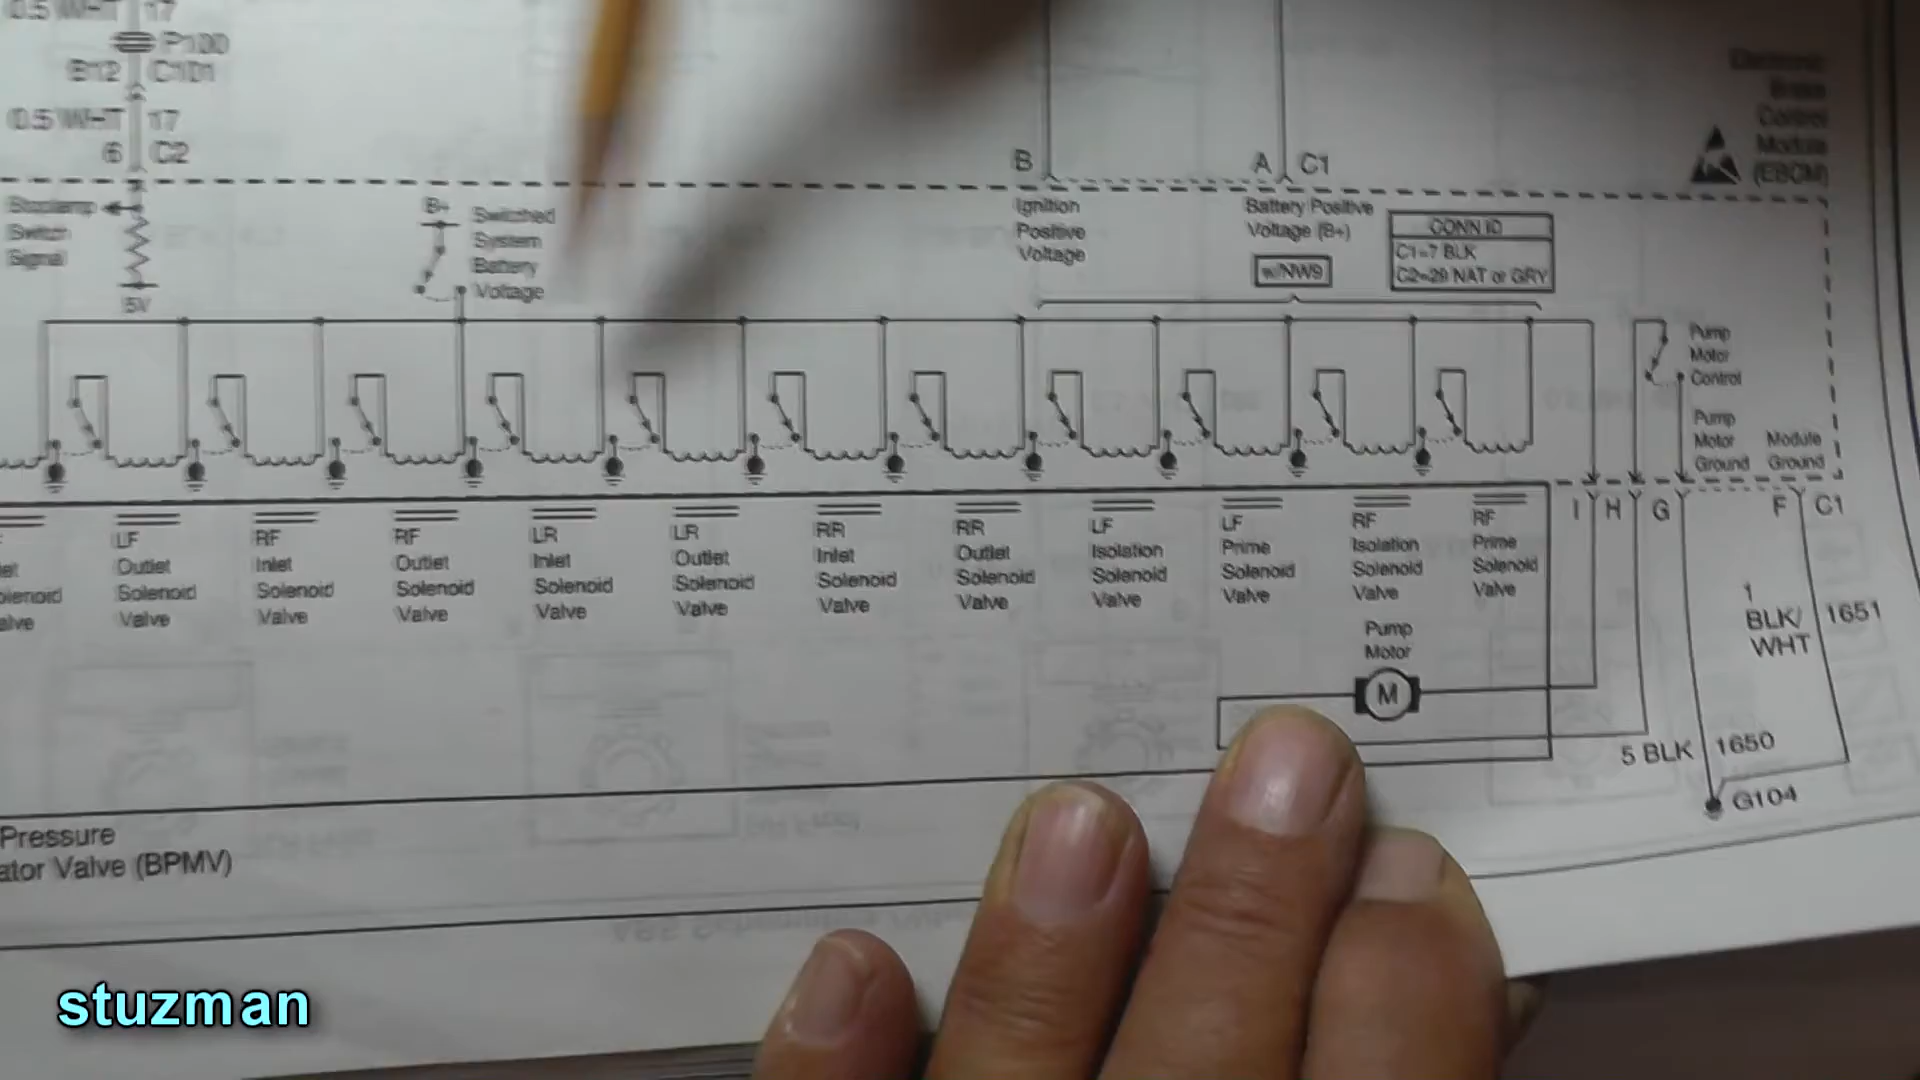 0.5 WHT 17
P100
B12 C101
0.5 WHT 17
6 C2
Stoplamp
Switch
Signal
5V
B+
Switched
System
Battery
Voltage
B
Ignition
Positive
Voltage
A C1
Battery Positive
Voltage (B+)
w/NW9
CONN ID
C1=7 BLK
C2=29 NAT or GRY
Electronic
Brake
Control
Module
(EBCM)
Pump
Motor
Control
Pump
Motor
Ground
Module
Ground
LF
Outlet
Solenoid
Valve
RF
Inlet
Solenoid
Valve
RF
Outlet
Solenoid
Valve
LR
Inlet
Solenoid
Valve
LR
Outlet
Solenoid
Valve
RR
Inlet
Solenoid
Valve
RR
Outlet
Solenoid
Valve
LF
Isolation
Solenoid
Valve
LF
Prime
Solenoid
Valve
RF
Isolation
Solenoid
Valve
RF
Prime
Solenoid
Valve
I H G F C1
Pump
Motor
M
1
BLK/
WHT
1651
5 BLK 1650
G104
Pressure
ator Valve (BPMV)
stuzman